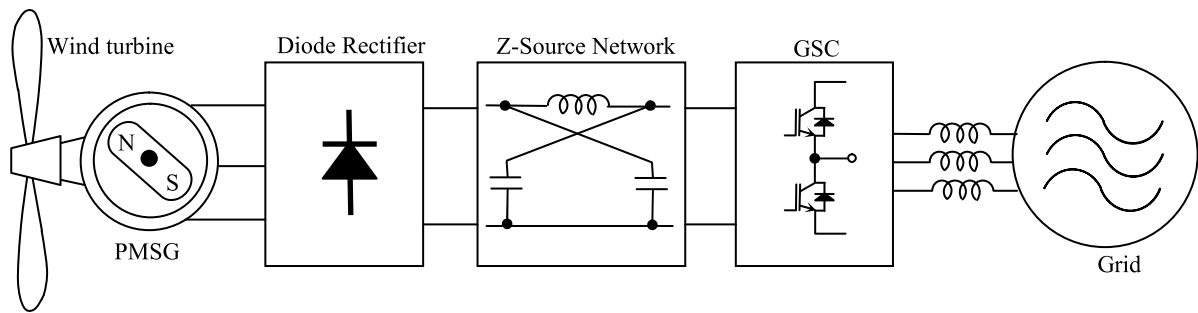 Wind turbine
Diode Rectifier
Z-Source Network
GSC
N
S
PMSG
Grid